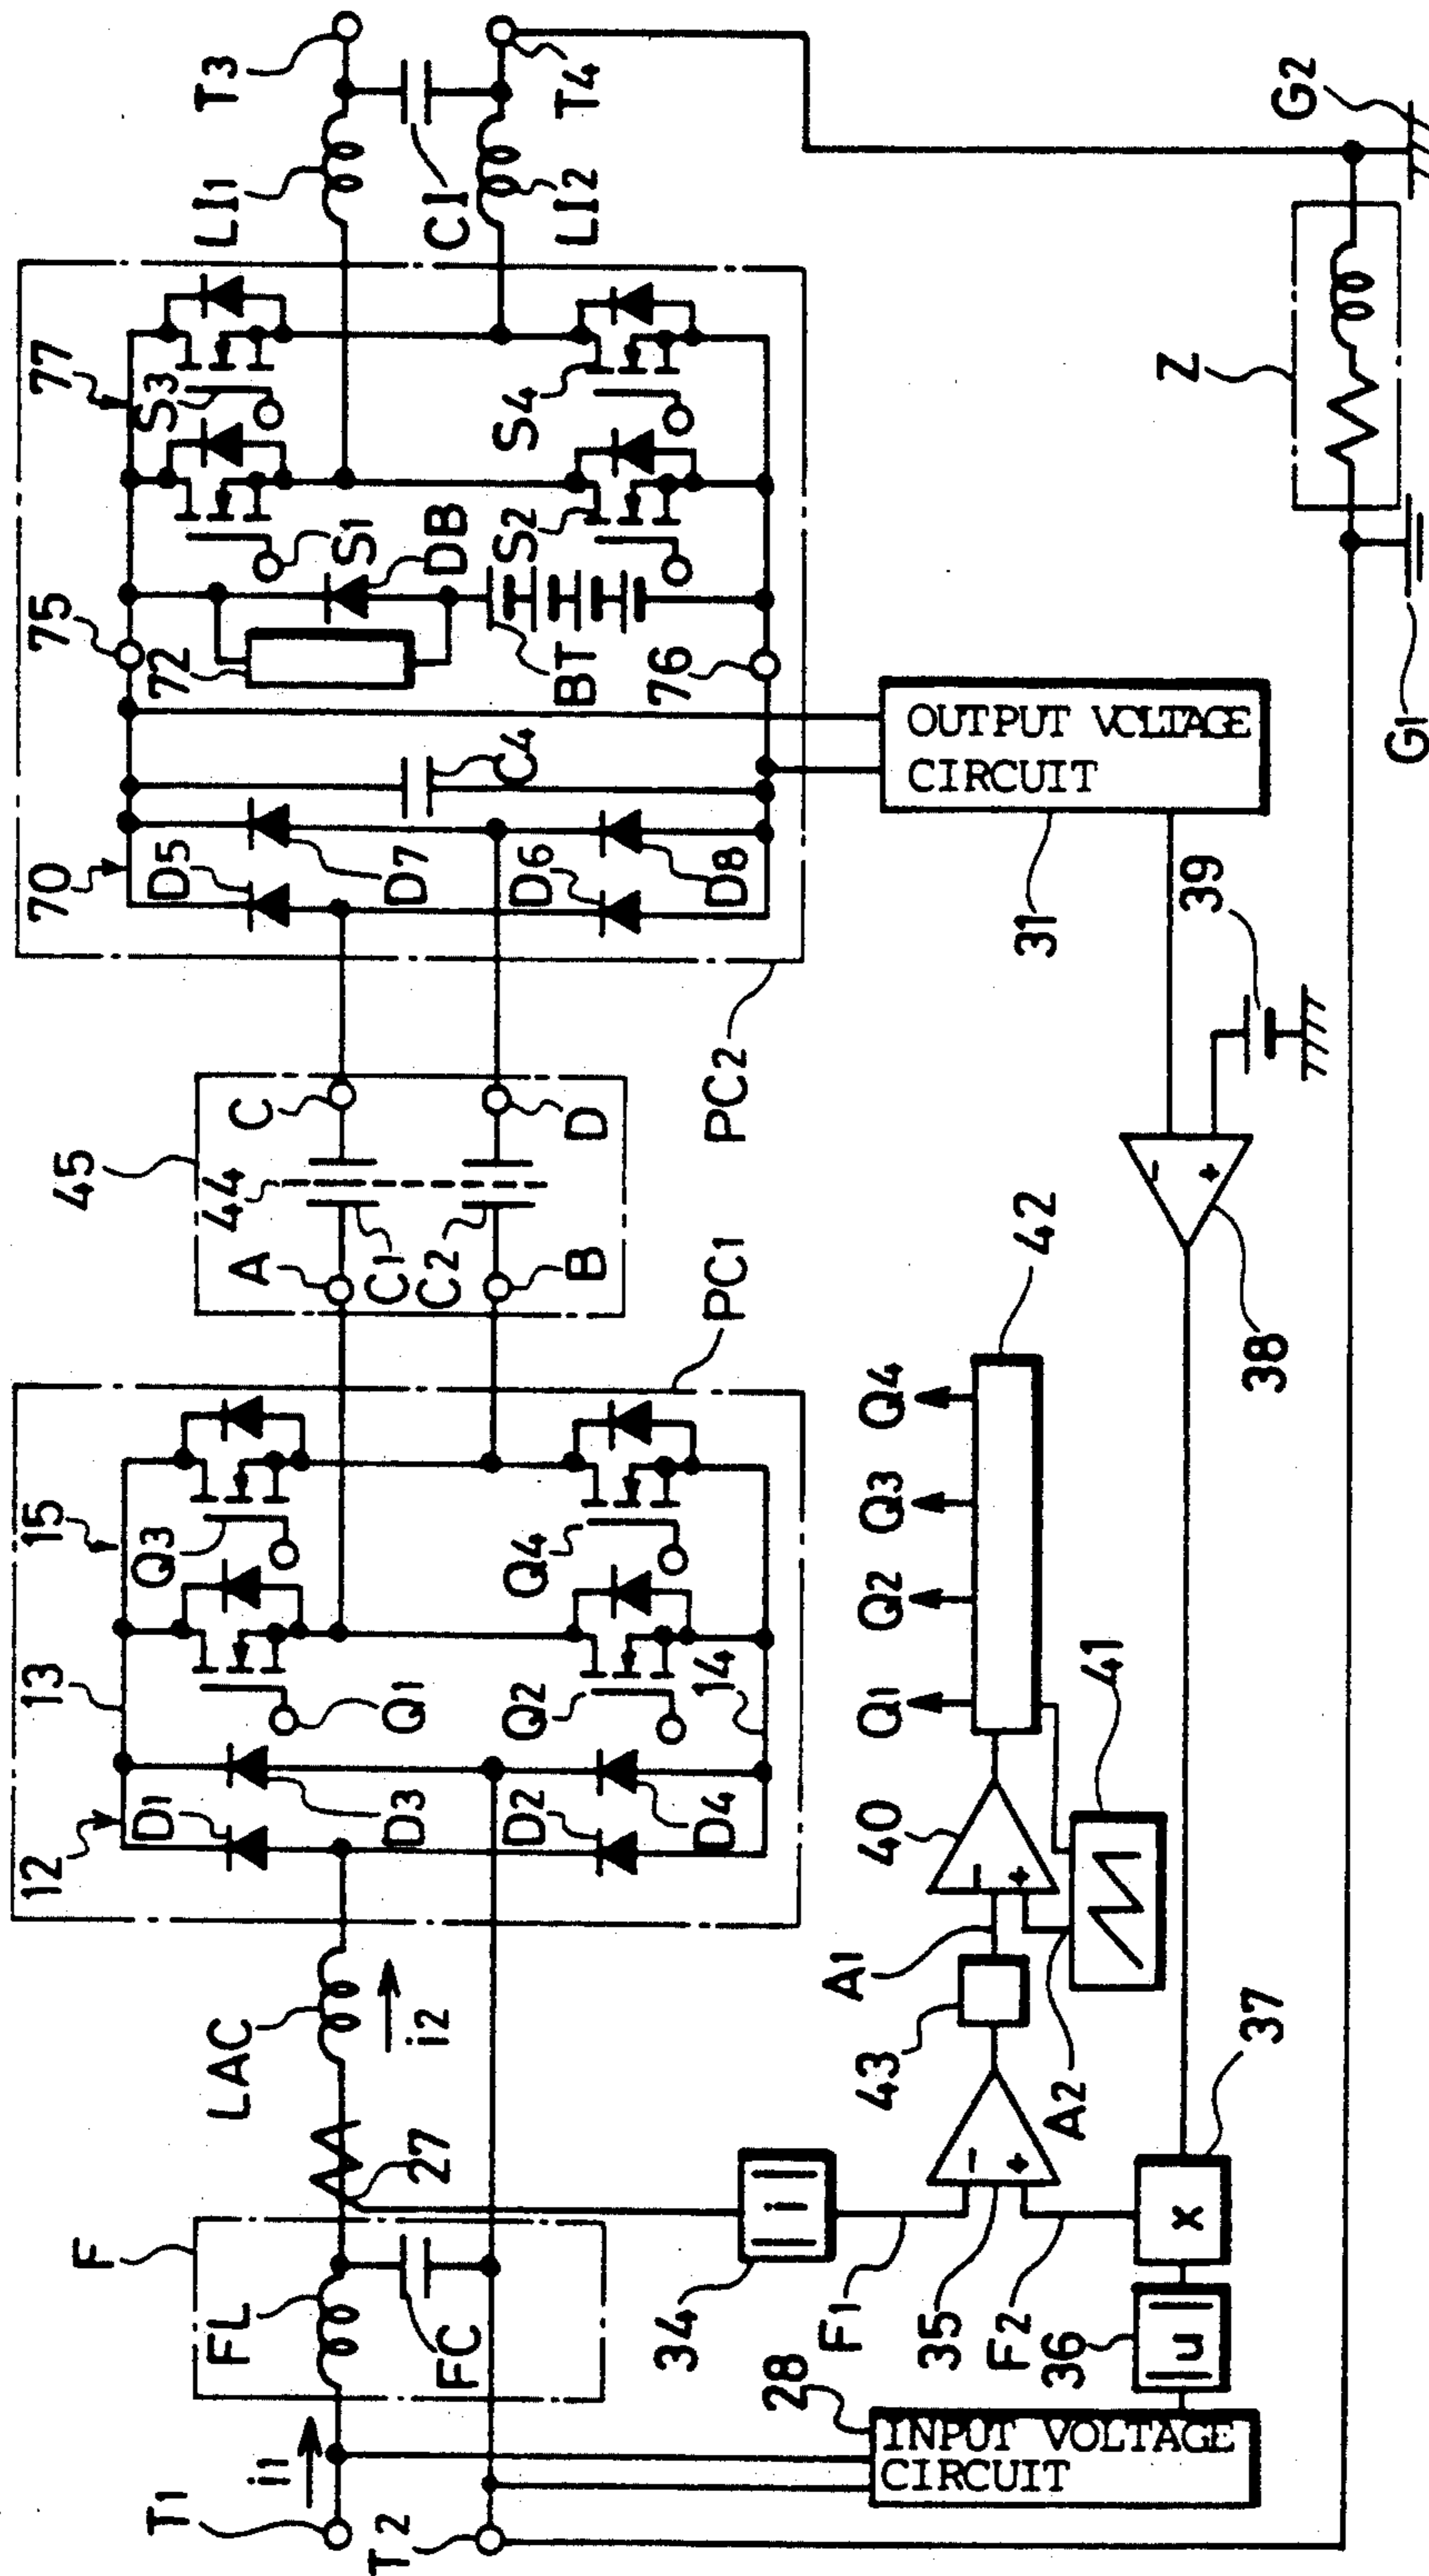 T1
i1
T2
F
FL
FC
27
LAC
i2
12
13
15
D1
D3
D2
D4
Q1
Q3
Q2
Q4
14
PC1
45
44
A
C
C1
C2
B
D
PC2
70
75
77
D5
D7
D6
D8
C4
72
BT
DB
76
S1
S3
S2
S4
LI1
CI
LI2
T3
T4
28
INPUT VOLTAGE
CIRCUIT
34
|i|
F1
35
F2
36
|u|
x
37
43
A1
A2
40
41
42
Q1
Q2
Q3
Q4
-
+
-
+
38
-
+
39
31
OUTPUT VOLTAGE
CIRCUIT
Z
G1
G2